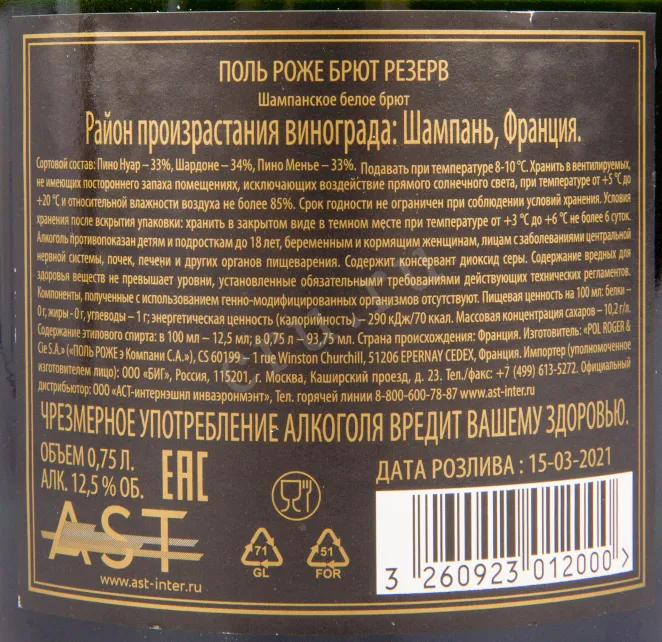 ПОЛЬ РОЖЕ БРЮТ РЕЗЕРВ
Шампанское белое брют
Район произрастания винограда: Шампань, Франция.
Сортовой состав: Пино Нуар – 33%, Шардоне – 34%, Пино Менье – 33%. Подавать при температуре 8-10 °С. Хранить в вентилируемых,
не имеющих постороннего запаха помещениях, исключающих воздействие прямого солнечного света, при температуре от +5 °С до
+20 °С и относительной влажности воздуха не более 85%. Срок годности не ограничен при соблюдении условий хранения. Условия
хранения после вскрытия упаковки: хранить в закрытом виде в темном месте при температуре от +3 °С до +6 °С не более 6 суток.
Алкоголь противопоказан детям и подросткам до 18 лет, беременным и кормящим женщинам, лицам с заболеваниями центральной
нервной системы, почек, печени и других органов пищеварения. Содержит консервант диоксид серы. Содержание вредных для
здоровья веществ не превышает уровни, установленные обязательными требованиями действующих технических регламентов.
Компоненты, полученные с использованием генно-модифицированных организмов отсутствуют. Пищевая ценность на 100 мл: белки –
0 г, жиры - 0 г, углеводы – 1 г; энергетическая ценность (калорийность) – 290 кДж/70 ккал. Массовая концентрация сахаров – 10,2 г/л.
Содержание этилового спирта: в 100 мл – 12,5 мл; в 0,75 л – 93,75 мл. Страна происхождения: Франция. Изготовитель: «POL ROGER &
Cie S.A.» («ПОЛЬ РОЖЕ э Компани С.А.»), CS 60199 – 1 rue Winston Churchill, 51206 EPERNAY CEDEX, Франция. Импортер (уполномоченное
изготовителем лицо): ООО «БИГ», Россия, 115201, г. Москва, Каширский проезд, д. 23. Тел./факс: +7 (499) 613-5272. Официальный
дистрибьютор: ООО «АСТ-интернэшнл инваэронмэнт», Тел. горячей линии 8-800-600-78-87 www.ast-inter.ru
ЧРЕЗМЕРНОЕ УПОТРЕБЛЕНИЕ АЛКОГОЛЯ ВРЕДИТ ВАШЕМУ ЗДОРОВЬЮ.
ОБЪЕМ 0,75 Л.
АЛК. 12,5 % ОБ.
EAC
ДАТА РОЗЛИВА : 15-03-2021
AST
www.ast-inter.ru
71
GL
51
FOR
3 260923 012000 >